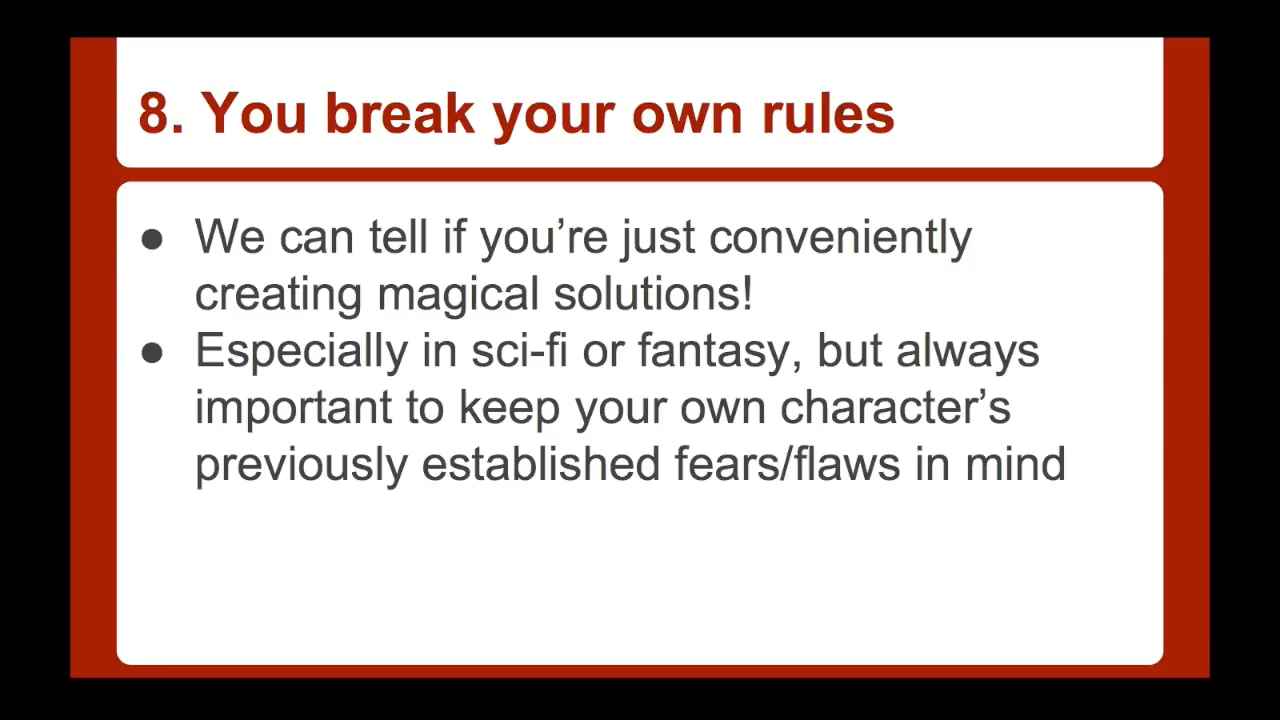 8. You break your own rules
● We can tell if you’re just conveniently
creating magical solutions!
● Especially in sci-fi or fantasy, but always
important to keep your own character’s
previously established fears/flaws in mind